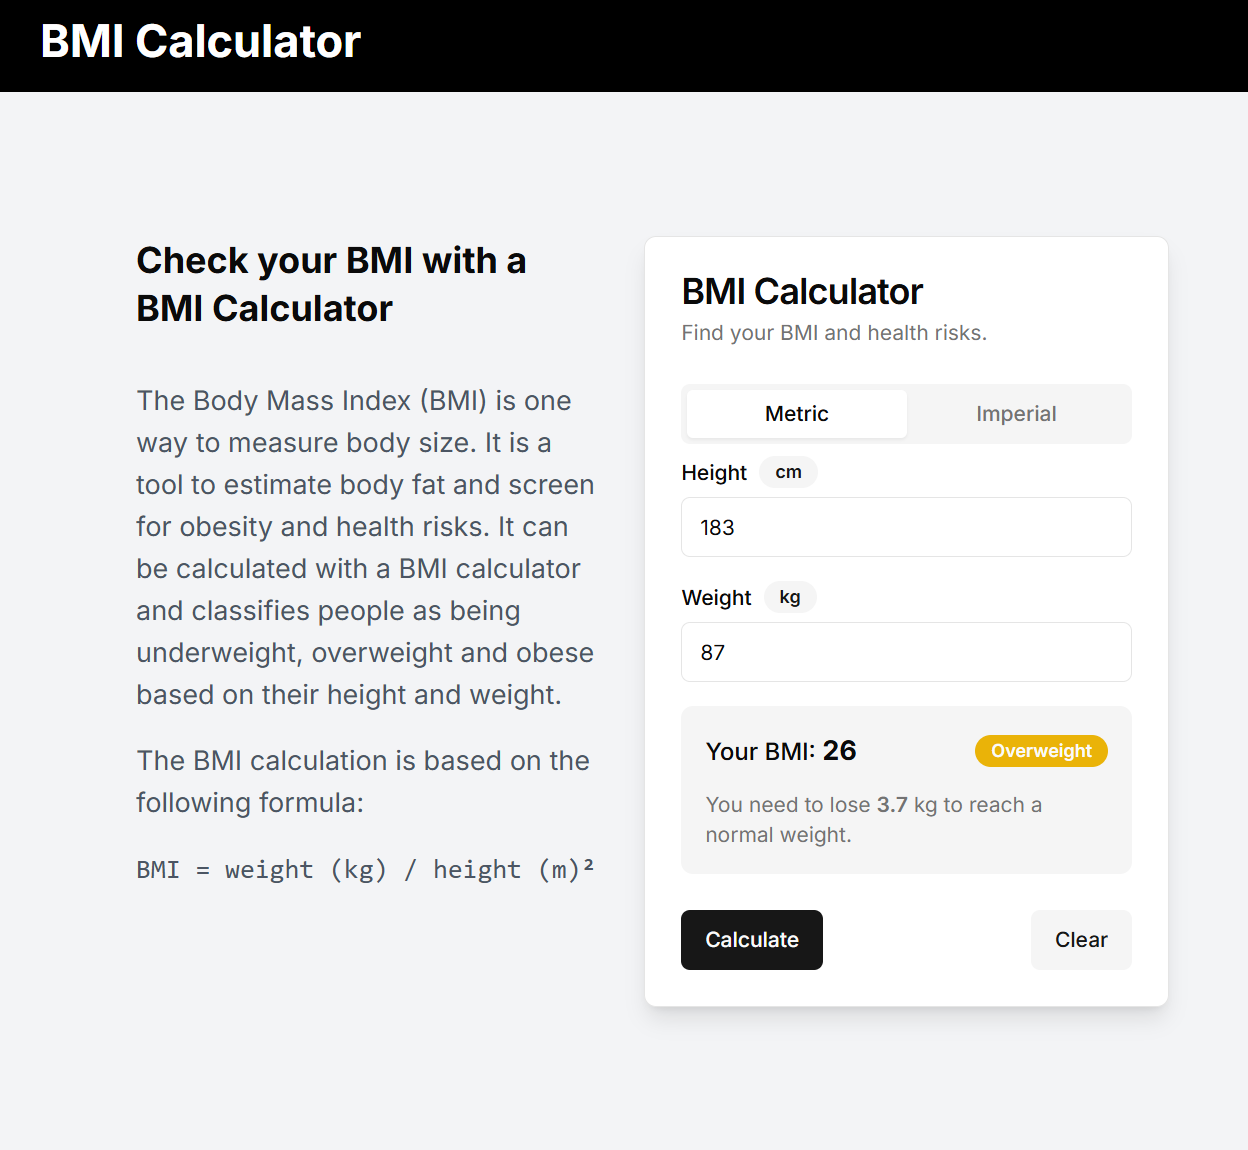 BMI Calculator
Check your BMI with a
BMI Calculator
The Body Mass Index (BMI) is one
way to measure body size. It is a
tool to estimate body fat and screen
for obesity and health risks. It can
be calculated with a BMI calculator
and classifies people as being
underweight, overweight and obese
based on their height and weight.
The BMI calculation is based on the
following formula:
BMI = weight (kg) / height (m)²
BMI Calculator
Find your BMI and health risks.
Metric Imperial
Height cm
183
Weight kg
87
Your BMI: 26 Overweight
You need to lose 3.7 kg to reach a
normal weight.
Calculate Clear